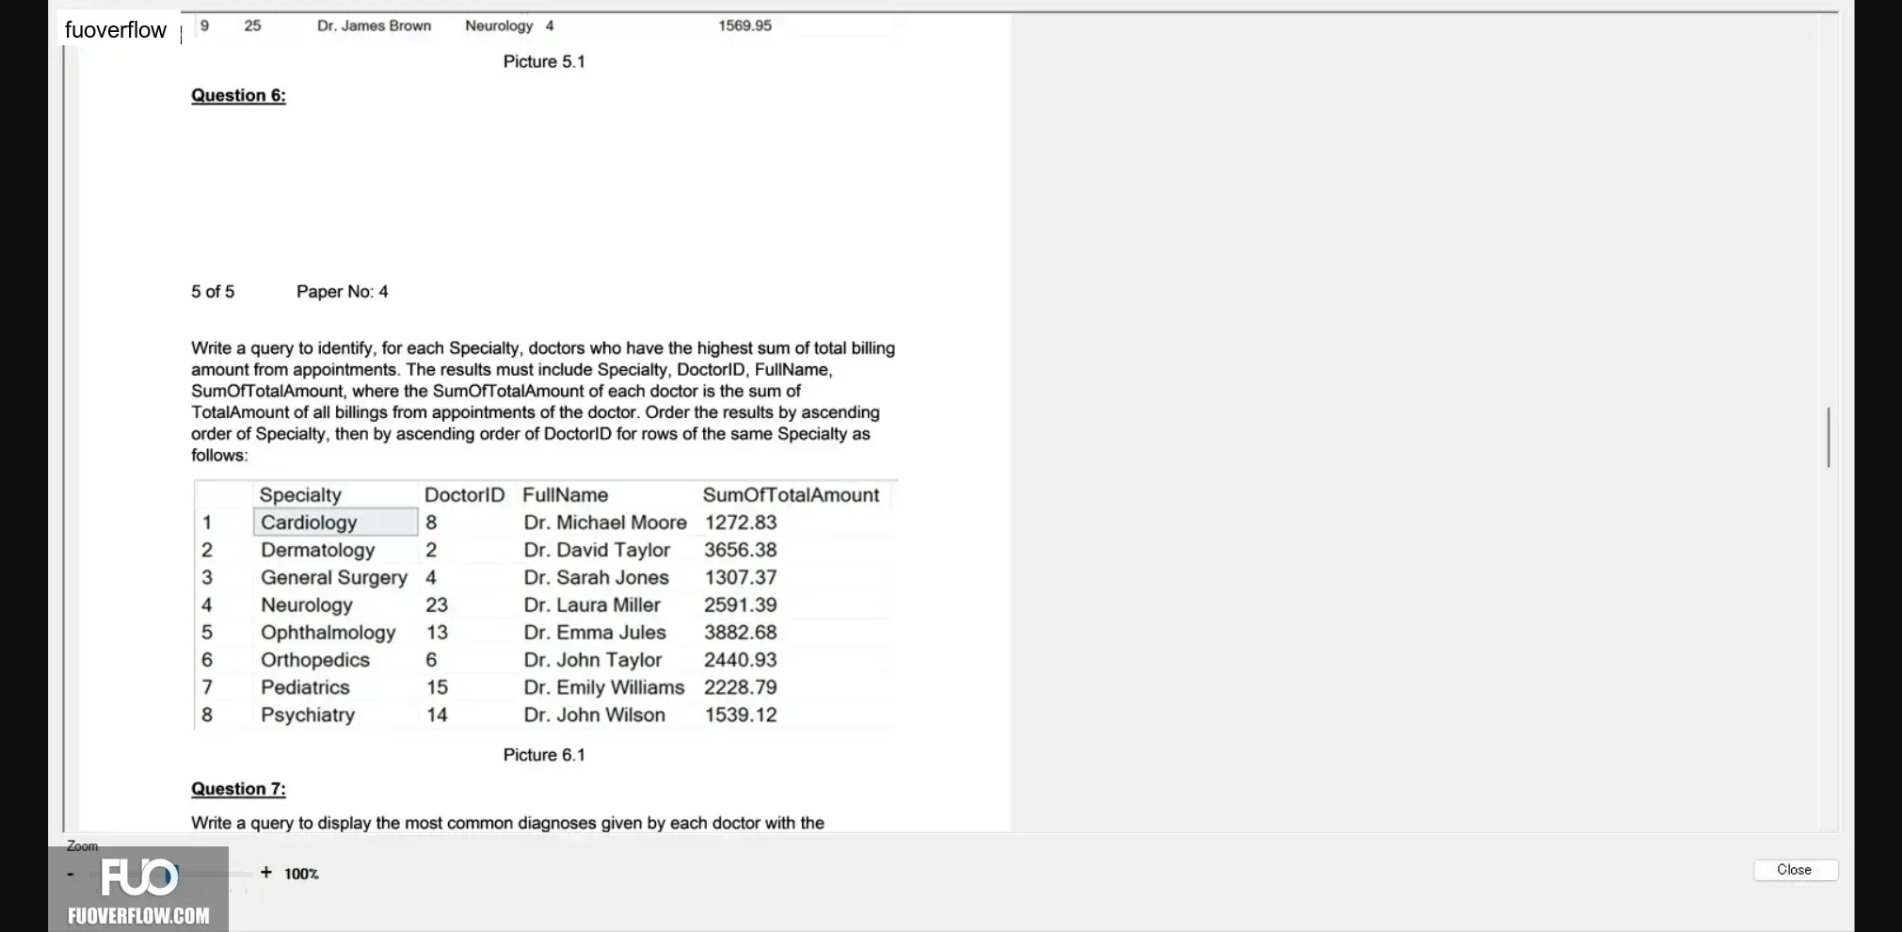 fuoverflow
9 25 Dr. James Brown Neurology 4 1569.95
Picture 5.1
Question 6:
5 of 5 Paper No: 4
Write a query to identify, for each Specialty, doctors who have the highest sum of total billing
amount from appointments. The results must include Specialty, DoctorID, FullName,
SumOfTotalAmount, where the SumOfTotalAmount of each doctor is the sum of
TotalAmount of all billings from appointments of the doctor. Order the results by ascending
order of Specialty, then by ascending order of DoctorID for rows of the same Specialty as
follows:
Specialty DoctorID FullName SumOfTotalAmount
1 Cardiology 8 Dr. Michael Moore 1272.83
2 Dermatology 2 Dr. David Taylor 3656.38
3 General Surgery 4 Dr. Sarah Jones 1307.37
4 Neurology 23 Dr. Laura Miller 2591.39
5 Ophthalmology 13 Dr. Emma Jules 3882.68
6 Orthopedics 6 Dr. John Taylor 2440.93
7 Pediatrics 15 Dr. Emily Williams 2228.79
8 Psychiatry 14 Dr. John Wilson 1539.12
Picture 6.1
Question 7:
Write a query to display the most common diagnoses given by each doctor with the
Zoom
- + 100%
Close
FUO
FUOVERFLOW.COM